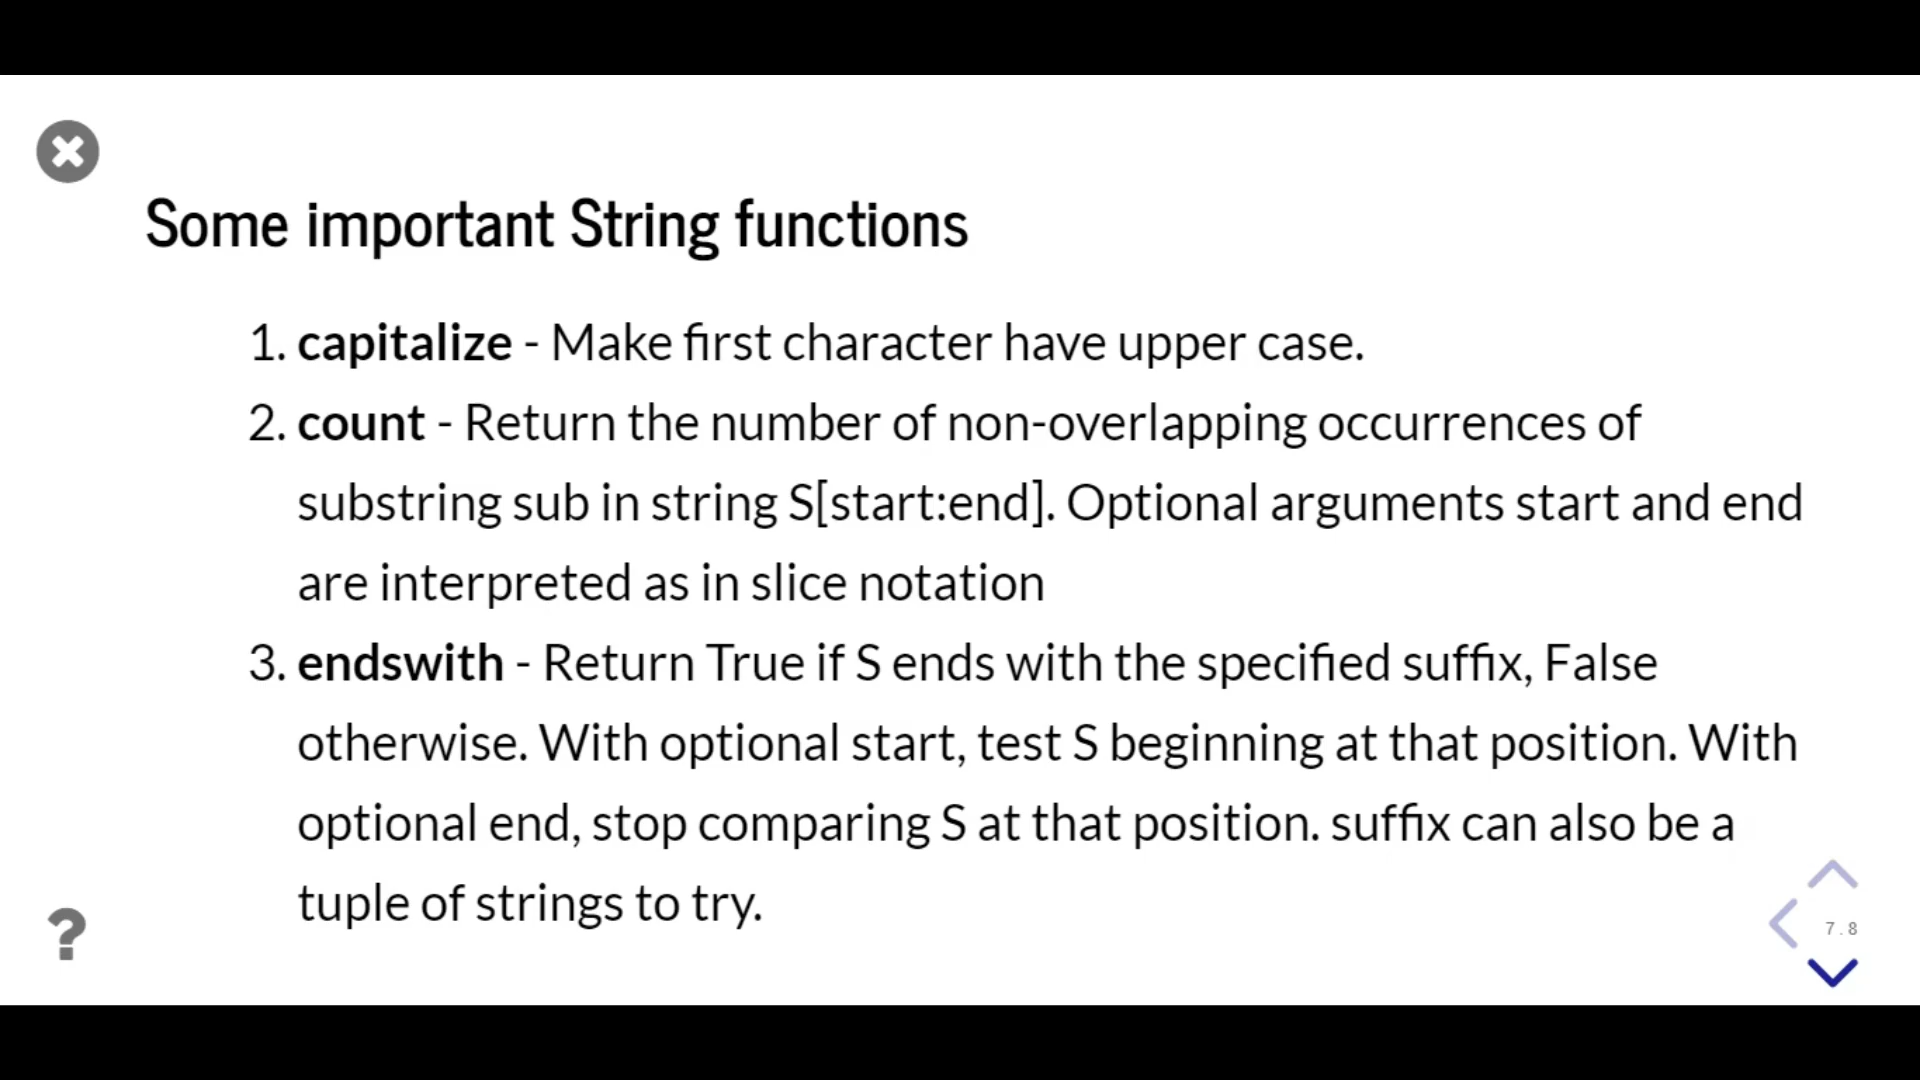 Some important String functions
1. capitalize - Make first character have upper case.
2. count - Return the number of non-overlapping occurrences of
substring sub in string S[start:end]. Optional arguments start and end
are interpreted as in slice notation
3. endswith - Return True if S ends with the specified suffix, False
otherwise. With optional start, test S beginning at that position. With
optional end, stop comparing S at that position. suffix can also be a
tuple of strings to try.
?
7.8